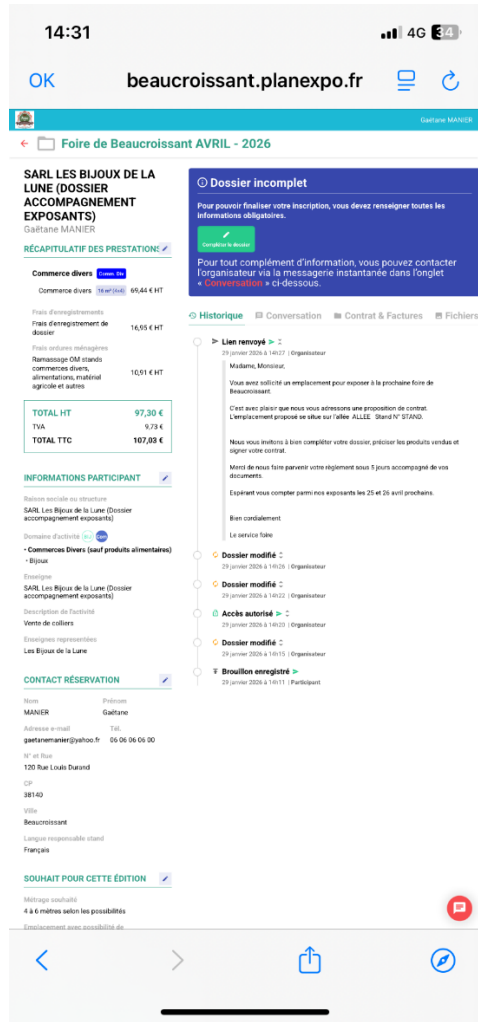 14:31
4G 34
OK
beaucroissant.planexpo.fr
Gaëtane MANIER
Foire de Beaucroissant AVRIL - 2026
SARL LES BIJOUX DE LA
LUNE (DOSSIER
ACCOMPAGNEMENT
EXPOSANTS)
Gaëtane MANIER
RÉCAPITULATIF DES PRESTATIONS
Commerce divers Comm. Div
Commerce divers 16 m² (4x4) 69,44 € HT
Frais d'enregistrements
Frais d'enregistrement de
dossier
16,95 € HT
Frais ordures ménagères
Ramassage OM stands
commerces divers,
alimentations, matériel
agricole et autres
10,91 € HT
TOTAL HT 97,30 €
TVA 9.73 €
TOTAL TTC 107,03 €
INFORMATIONS PARTICIPANT
Raison sociale ou structure
SARL Les Bijoux de la Lune (Dossier
accompagnement exposants)
Domaine d'activité Com
• Commerces Divers (sauf produits alimentaires)
- Bijoux
Enseigne
SARL Les Bijoux de la Lune (Dossier
accompagnement exposants)
Description de l'activité
Vente de colliers
Enseignes représentées
Les Bijoux de la Lune
CONTACT RÉSERVATION
Nom Prénom
MANIER Gaëtane
Adresse e-mail Tél.
gaetanemanier@yahoo.fr 06 06 06 06 00
N° et Rue
120 Rue Louis Durand
CP
38140
Ville
Beaucroissant
Langue responsable stand
Français
SOUHAIT POUR CETTE ÉDITION
Métrage souhaité
4 à 6 mètres selon les possibilités
Emplacement avec possibilité de
Dossier incomplet
Pour pouvoir finaliser votre inscription, vous devez renseigner toutes les
informations obligatoires.
Compléter le dossier
Pour tout complément d'information, vous pouvez contacter
l'organisateur via la messagerie instantanée dans l'onglet
« Conversation » ci-dessous.
Historique Conversation Contrat & Factures Fichiers
Lien renvoyé
29 janvier 2026 à 14h27 | Organisateur
Madame, Monsieur,
Vous avez sollicité un emplacement pour exposer à la prochaine foire de
Beaucroissant.
C'est avec plaisir que nous vous adressons une proposition de contrat.
L'emplacement proposé se situe sur l'allée ALLEE Stand N° STAND.
Nous vous invitons à bien compléter votre dossier, préciser les produits vendus et
signer votre contrat.
Merci de nous faire parvenir votre règlement sous 5 jours accompagné de vos
documents.
Espérant vous compter parmi nos exposants les 25 et 26 avril prochains.
Bien cordialement
Le service foire
Dossier modifié
29 janvier 2026 à 14h26 | Organisateur
Dossier modifié
29 janvier 2026 à 14h22 | Organisateur
Accès autorisé
29 janvier 2026 à 14h20 | Organisateur
Dossier modifié
29 janvier 2026 à 14h15 | Organisateur
Brouillon enregistré
29 janvier 2026 à 14h11 | Participant